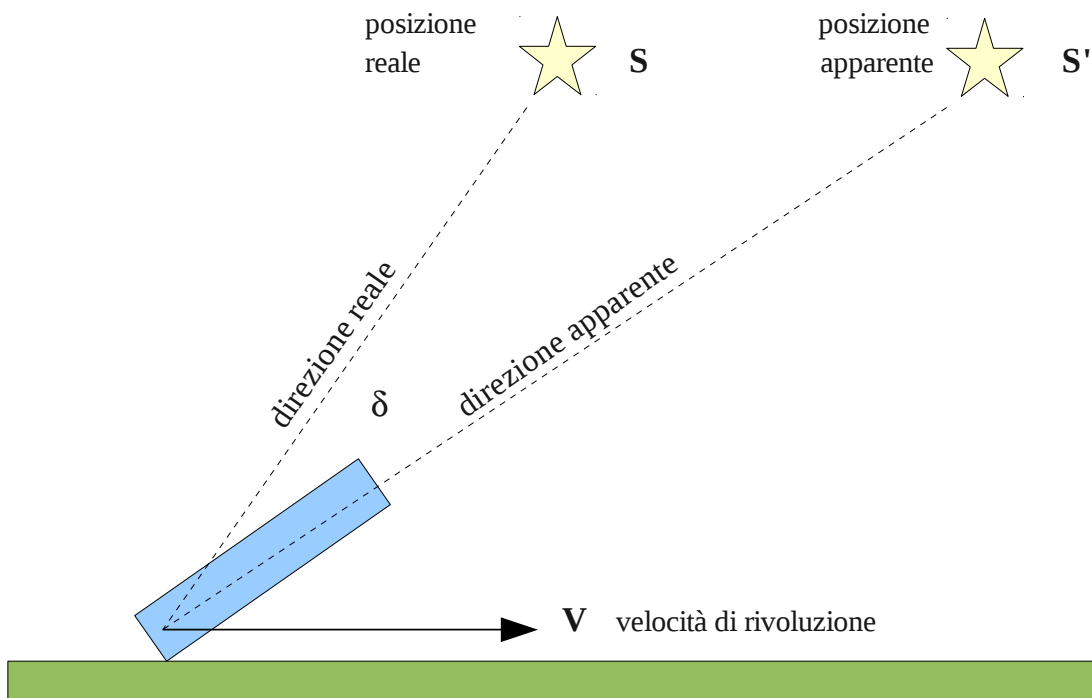 posizione
reale
S
posizione
apparente
S'
direzione reale
direzione apparente
δ
V velocità di rivoluzione